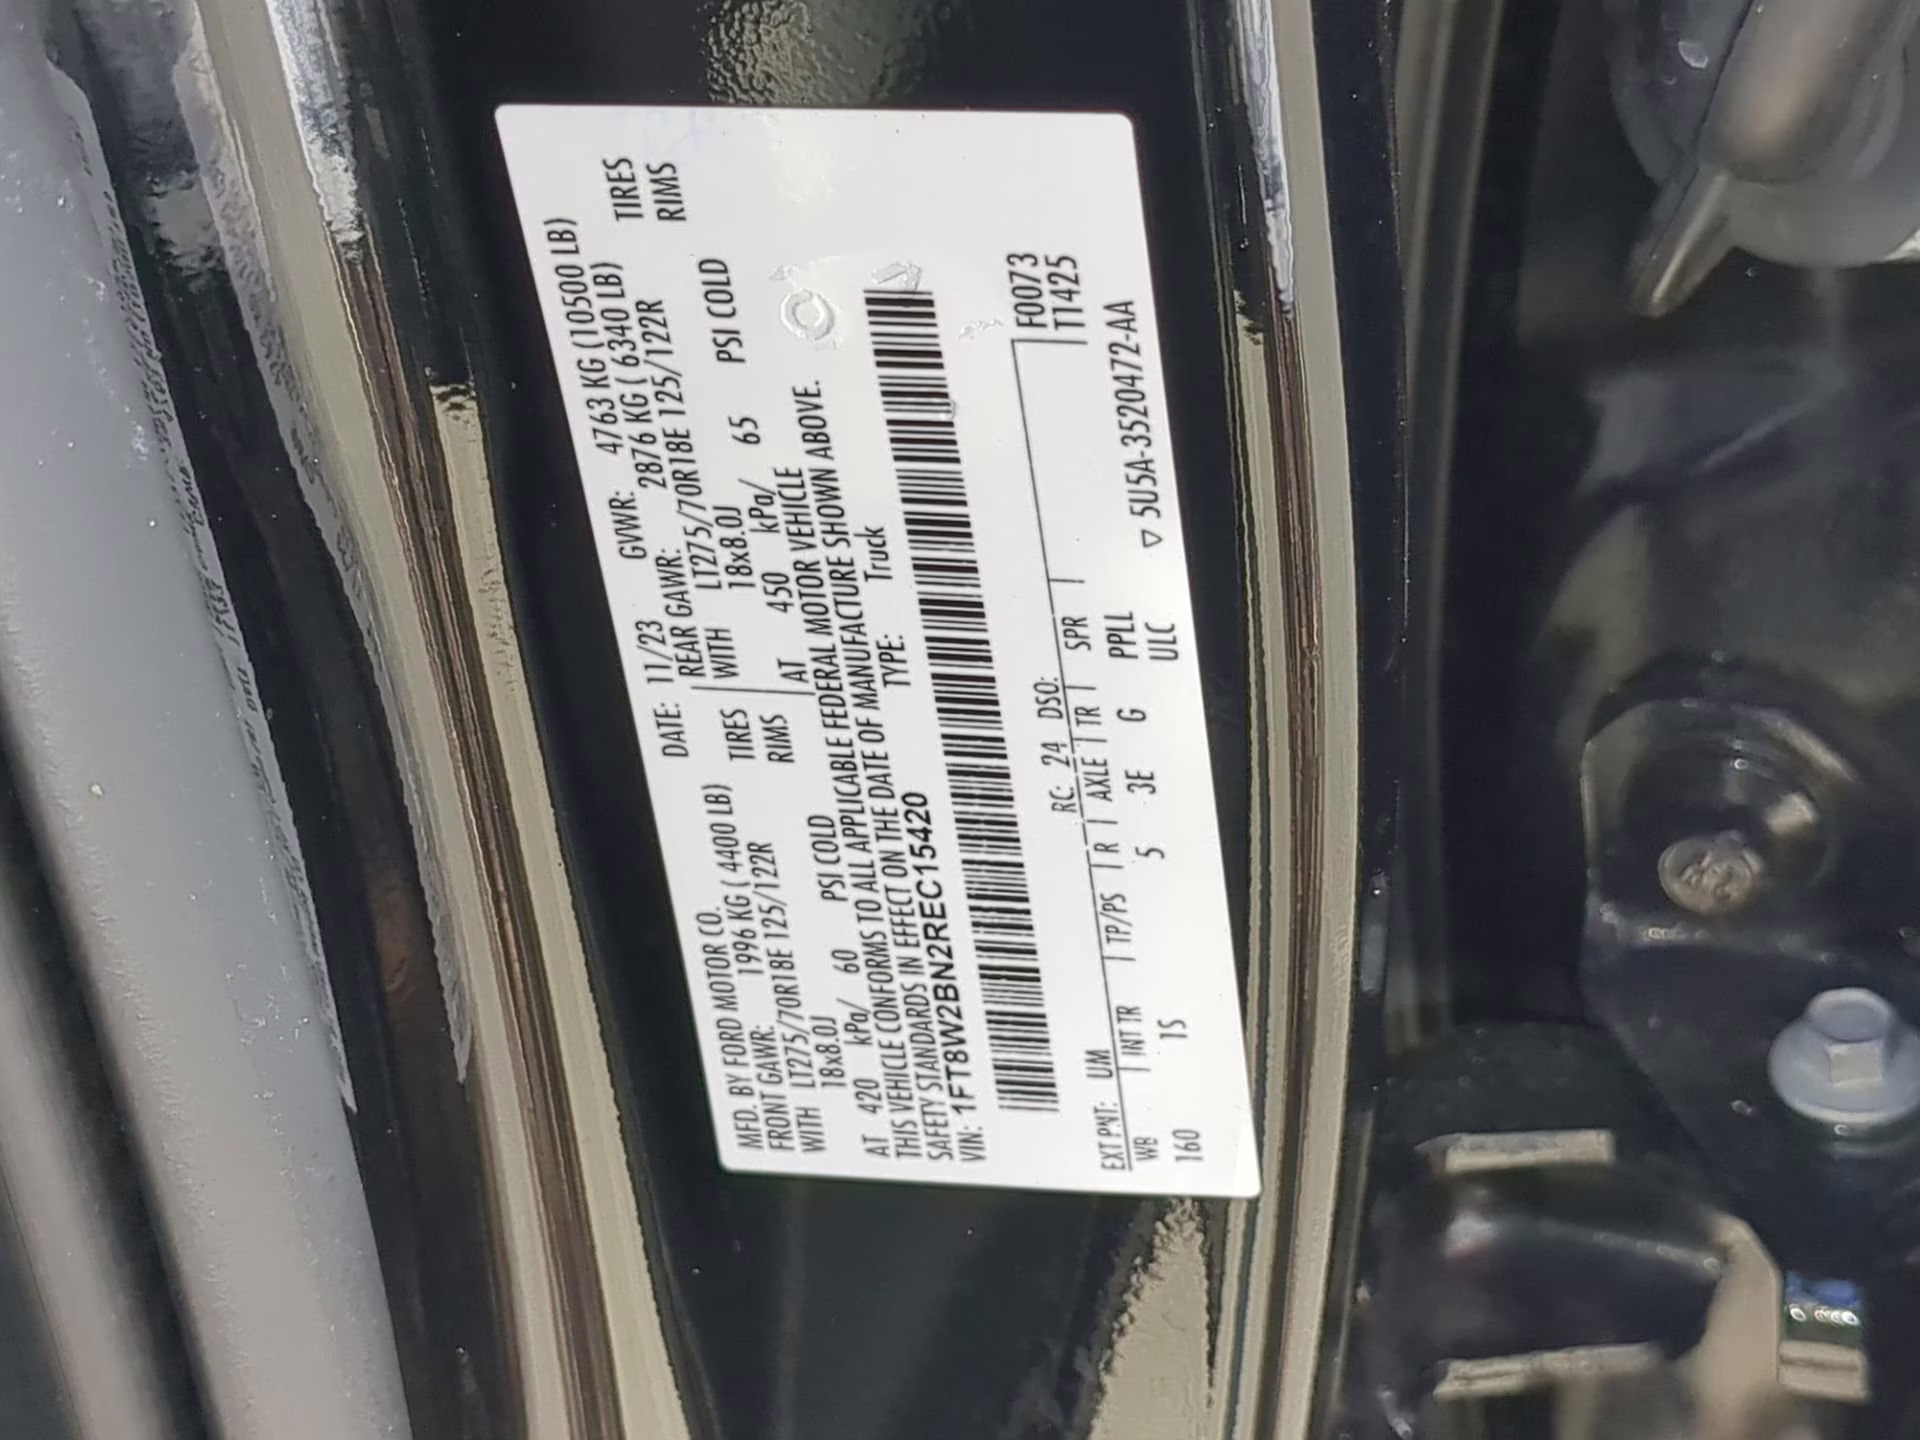 MFD. BY FORD MOTOR CO. DATE: 11/23 GVWR: 4763 KG (10500 LB)
FRONT GAWR: 1996 KG ( 4400 LB) REAR GAWR: 2876 KG ( 6340 LB)
WITH LT275/70R18E 125/122R TIRES WITH LT275/70R18E 125/122R TIRES
18x8.0J RIMS 18x8.0J RIMS
AT 420 kPa/ 60 PSI COLD AT 450 kPa/ 65 PSI COLD
THIS VEHICLE CONFORMS TO ALL APPLICABLE FEDERAL MOTOR VEHICLE
SAFETY STANDARDS IN EFFECT ON THE DATE OF MANUFACTURE SHOWN ABOVE.
VIN: 1FT8W2BN2REC15420 TYPE: Truck
F0073
T1425
EXT PNT: UM RC: 24 DSO:
WB INT TR TP/PS R AXLE TR SPR
160 1S 5 3E G PPLL
ULC
▽ 5U5A-3520472-AA